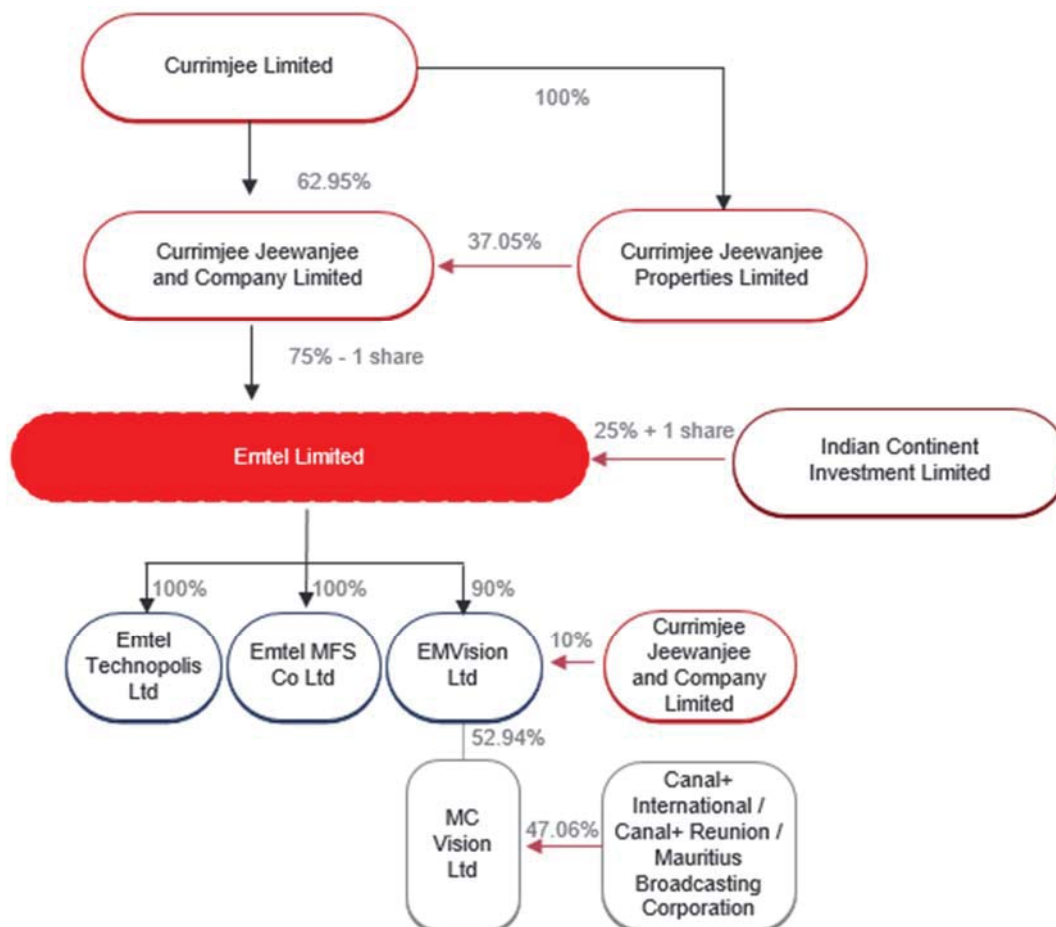 Currimjee Limited
100%
62.95%
Currimjee Jeewanjee
and Company Limited
37.05%
Currimjee Jeewanjee
Properties Limited
75% - 1 share
Emtel Limited
25% + 1 share
Indian Continent
Investment Limited
100%
100%
90%
Emtel
Technopolis
Ltd
Emtel MFS
Co Ltd
EMVision
Ltd
10%
Currimjee
Jeewanjee
and Company
Limited
52.94%
MC
Vision
Ltd
47.06%
Canal+
International /
Canal+ Reunion /
Mauritius
Broadcasting
Corporation